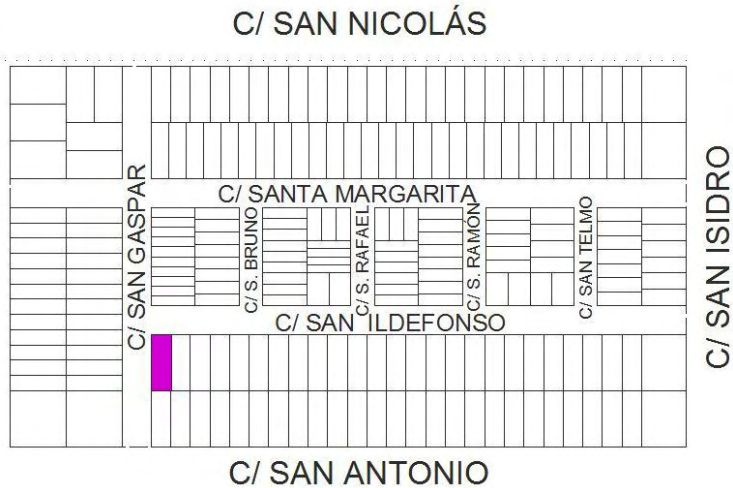 C/ SAN NICOLÁS
C/ SANTA MARGARITA
C/ SAN GASPAR
C/ S. BRUNO
C/ S. RAFAEL
C/ S. RAMÓN
C/ SAN TELMO
C/ SAN ISIDRO
C/ SAN ILDEFONSO
C/ SAN ANTONIO